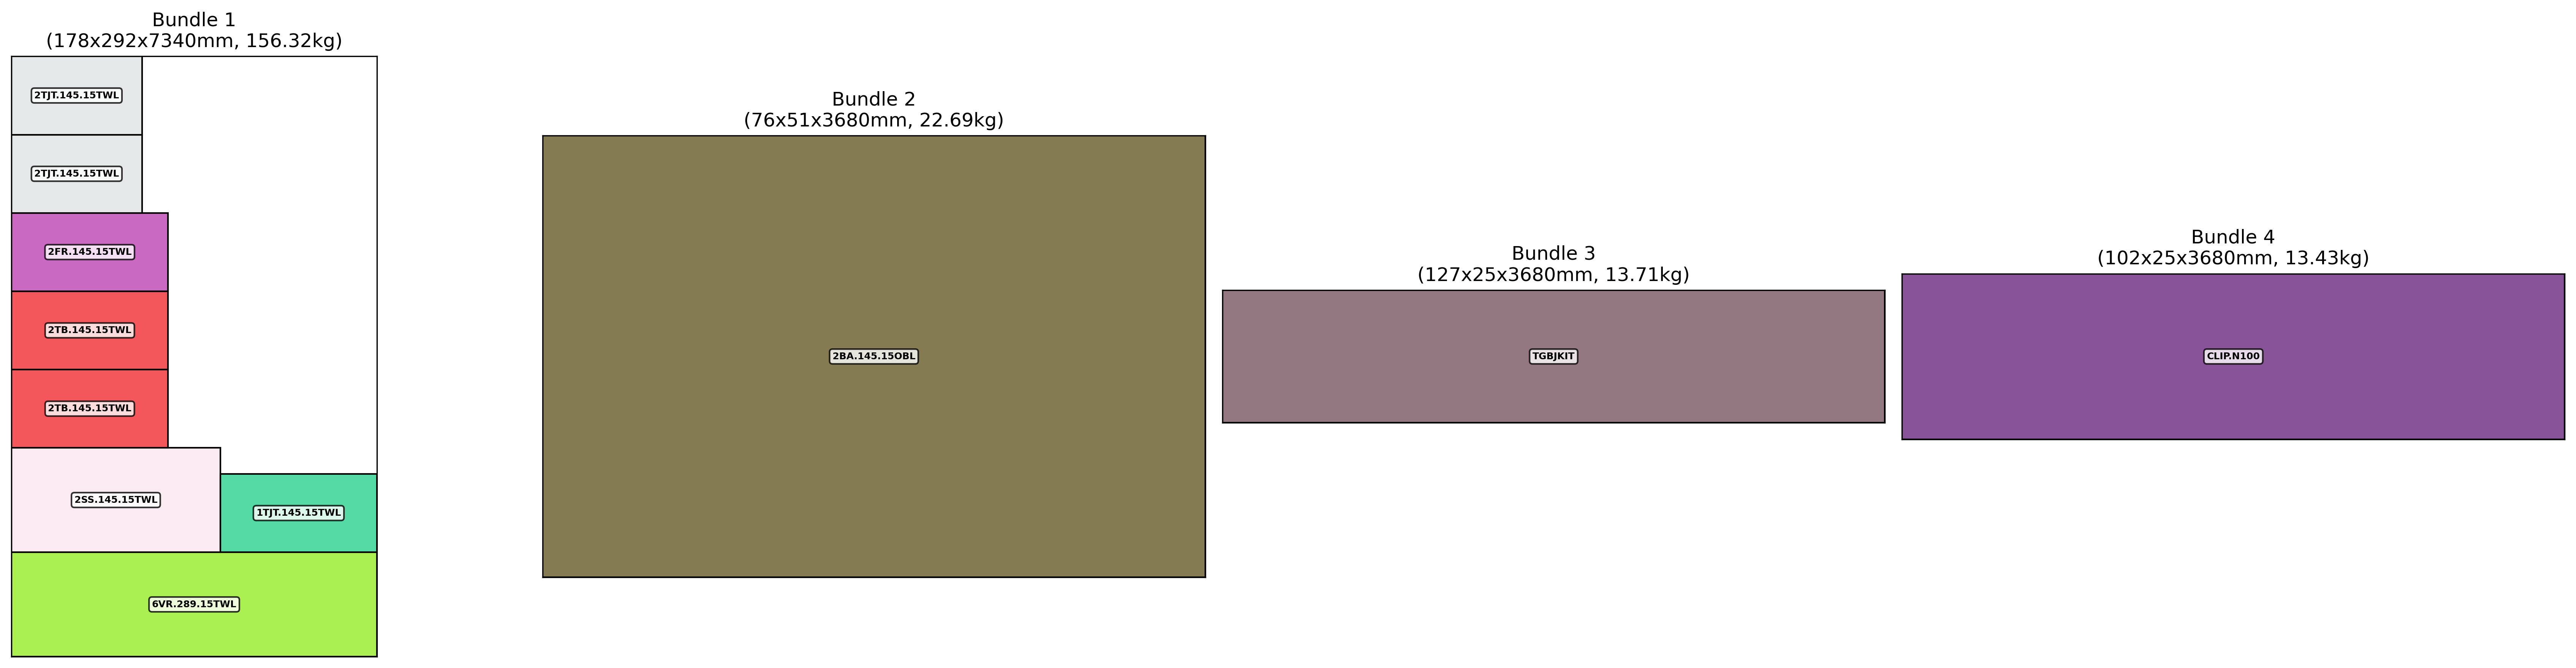 Bundle 1
(178x292x7340mm, 156.32kg)
2TJT.145.15TWL
2TJT.145.15TWL
2FR.145.15TWL
2TB.145.15TWL
2TB.145.15TWL
2SS.145.15TWL
1TJT.145.15TWL
6VR.289.15TWL
Bundle 2
(76x51x3680mm, 22.69kg)
2BA.145.15OBL
Bundle 3
(127x25x3680mm, 13.71kg)
TGBJKIT
Bundle 4
(102x25x3680mm, 13.43kg)
CLIP.N100